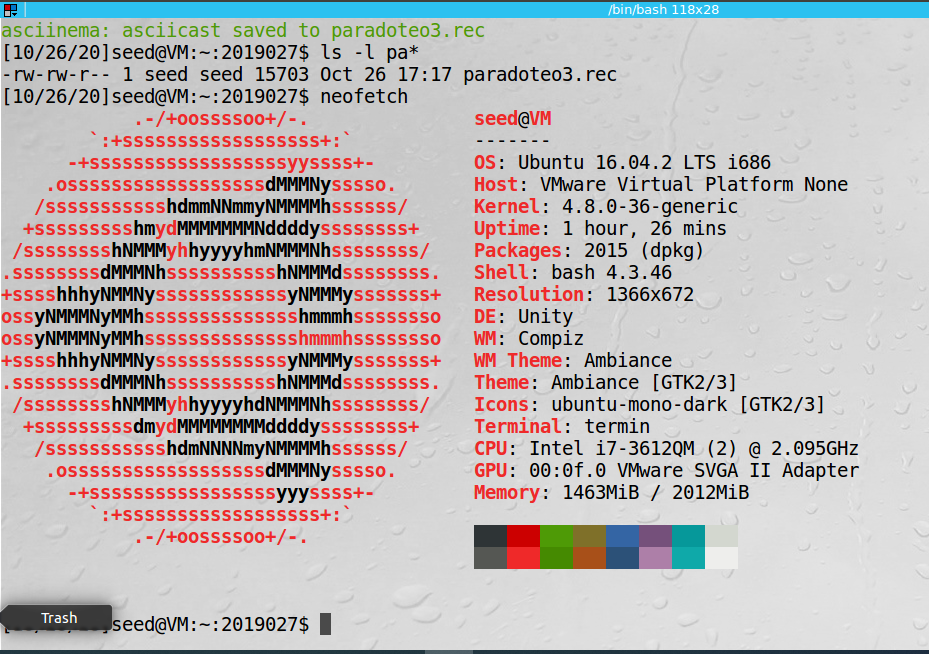 /bin/bash 118x28
asciinema: asciicast saved to paradoteo3.rec
[10/26/20]seed@VM:~:2019027$ ls -l pa*
-rw-rw-r-- 1 seed seed 15703 Oct 26 17:17 paradoteo3.rec
[10/26/20]seed@VM:~:2019027$ neofetch
.-/+oossssoo+/-. seed@VM
`:+ssssssssssssssssss+:` -------
-+ssssssssssssssssssyyssss+- OS: Ubuntu 16.04.2 LTS i686
.ossssssssssssssssssdMMMNysssso. Host: VMware Virtual Platform None
/ssssssssssshdmmNNmmyNMMMMhssssss/ Kernel: 4.8.0-36-generic
+ssssssssshmydMMMMMMMNddddyssssssss+ Uptime: 1 hour, 26 mins
/sssssssshNMMMyhhyyyyhmNMMMNhssssssss/ Packages: 2015 (dpkg)
.ssssssssdMMMNhsssssssssshNMMMdssssssss. Shell: bash 4.3.46
+sssshhhyNMMNyssssssssssssyNMMMysssssss+ Resolution: 1366x672
ossyNMMMNyMMhsssssssssssssshmmmhssssssso DE: Unity
ossyNMMMNyMMhsssssssssssssshmmmhssssssso WM: Compiz
+sssshhhyNMMNyssssssssssssyNMMMysssssss+ WM Theme: Ambiance
.ssssssssdMMMNhsssssssssshNMMMdssssssss. Theme: Ambiance [GTK2/3]
/sssssssshNMMMyhhyyyyhdNMMMNhssssssss/ Icons: ubuntu-mono-dark [GTK2/3]
+sssssssssdmydMMMMMMMMddddyssssssss+ Terminal: termin
/ssssssssssshdmNNNNmyNMMMMhssssss/ CPU: Intel i7-3612QM (2) @ 2.095GHz
.ossssssssssssssssssdMMMNysssso. GPU: 00:0f.0 VMware SVGA II Adapter
-+sssssssssssssssssyyyssss+- Memory: 1463MiB / 2012MiB
`:+ssssssssssssssssss+:`
.-/+oossssoo+/-.
Trash
seed@VM:~:2019027$